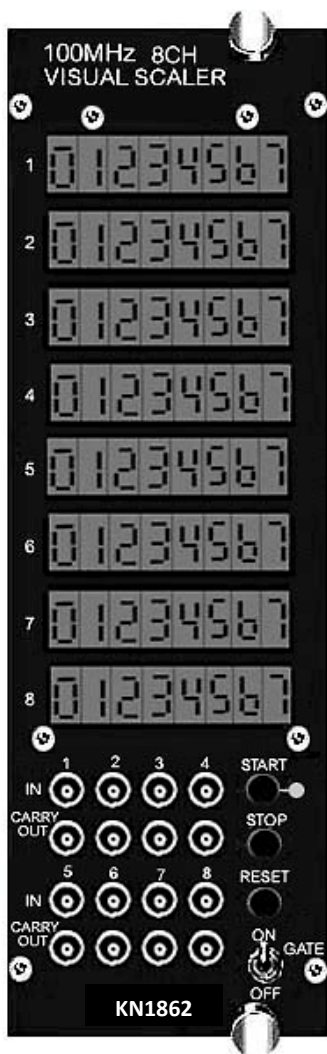 100MHz 8CH
VISUAL SCALER
1 01234567
2 01234567
3 01234567
4 01234567
5 01234567
6 01234567
7 01234567
8 01234567
1 2 3 4 START
IN
CARRY OUT STOP
5 6 7 8 RESET
IN
CARRY OUT ON
GATE
OFF
KN1862